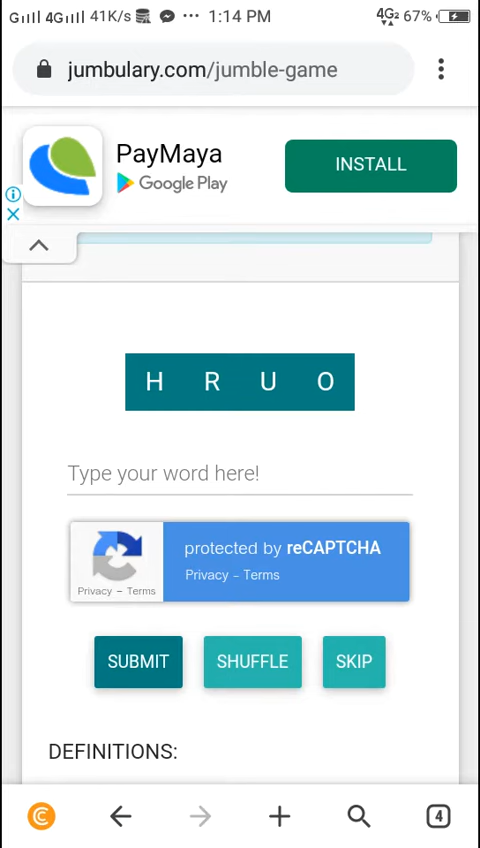 41K/s ... 1:14 PM 4G2 67%
jumbulary.com/jumble-game
PayMaya
Google Play
INSTALL
H R U O
Type your word here!
protected by reCAPTCHA
Privacy - Terms
Privacy - Terms
SUBMIT SHUFFLE SKIP
DEFINITIONS:
4